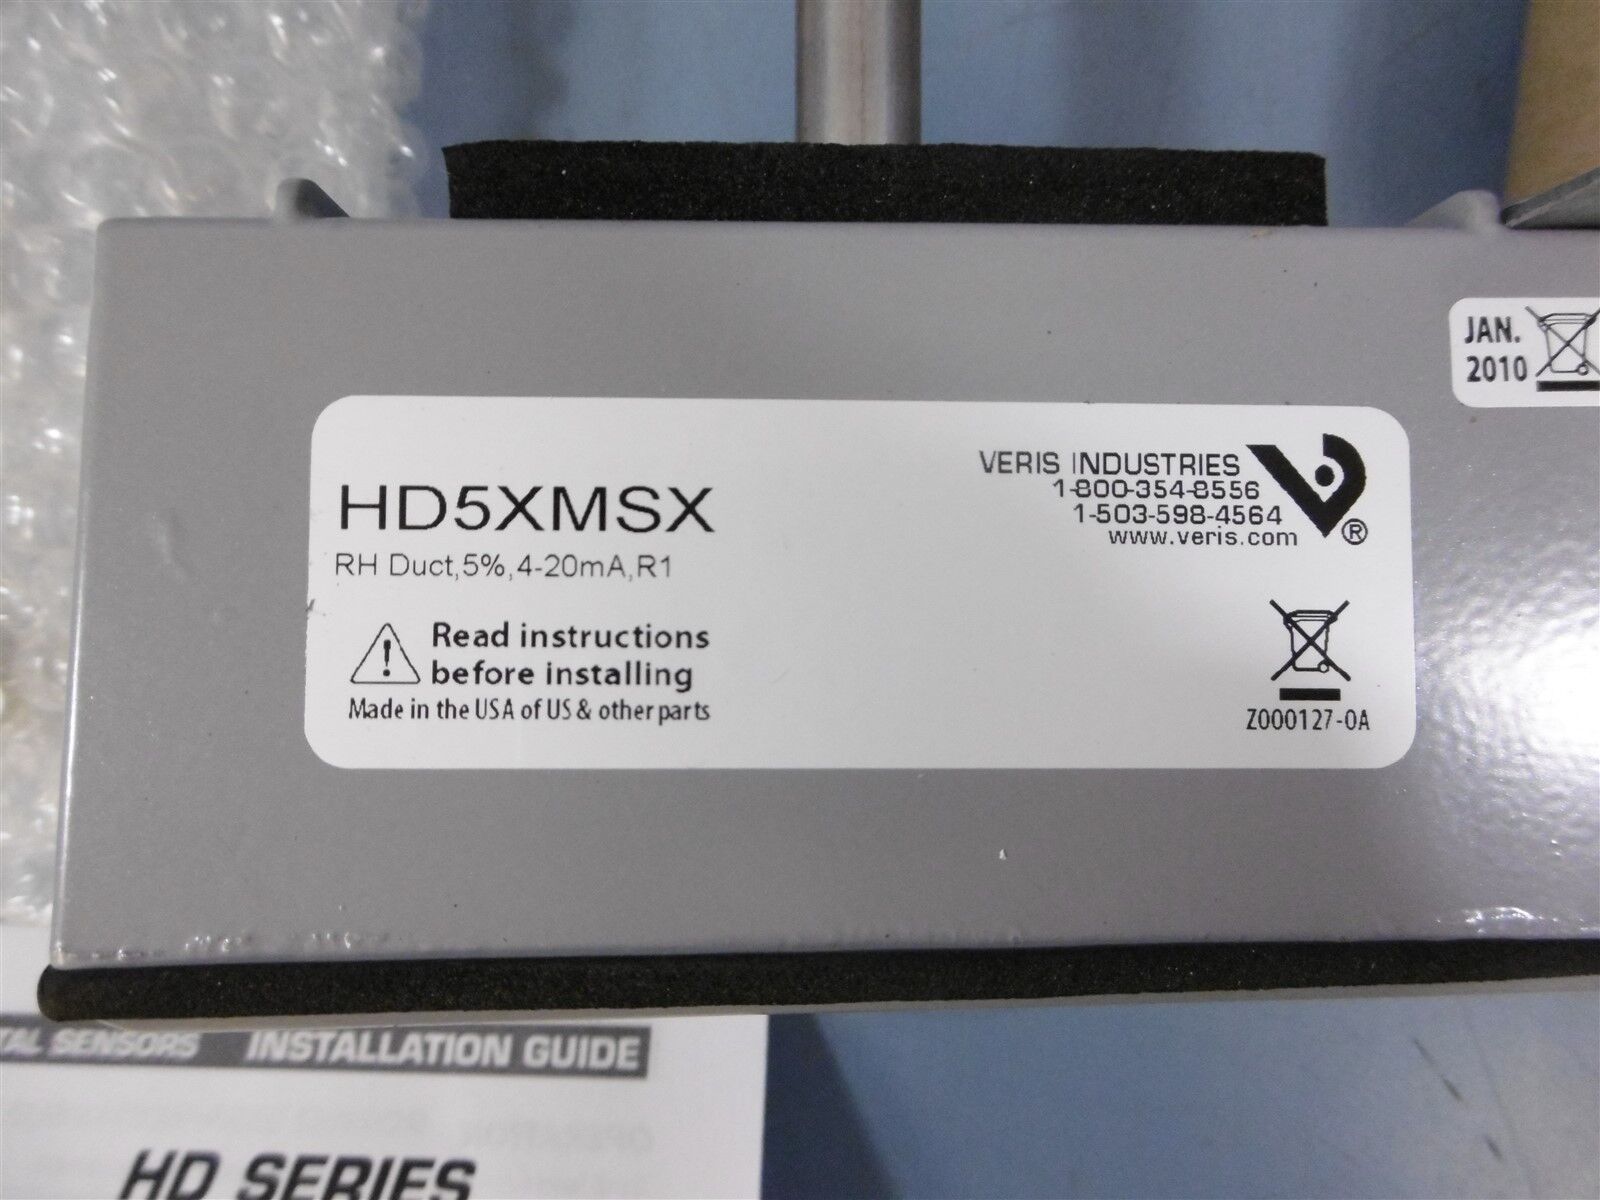 JAN.
2010
HD5XMSX
RH Duct,5%,4-20mA,R1
VERIS INDUSTRIES
1-800-354-8556
1-503-598-4564
www.veris.com
®
Read instructions
before installing
Made in the USA of US & other parts
Z000127-0A
TAL SENSORS INSTALLATION GUIDE
HD SERIES